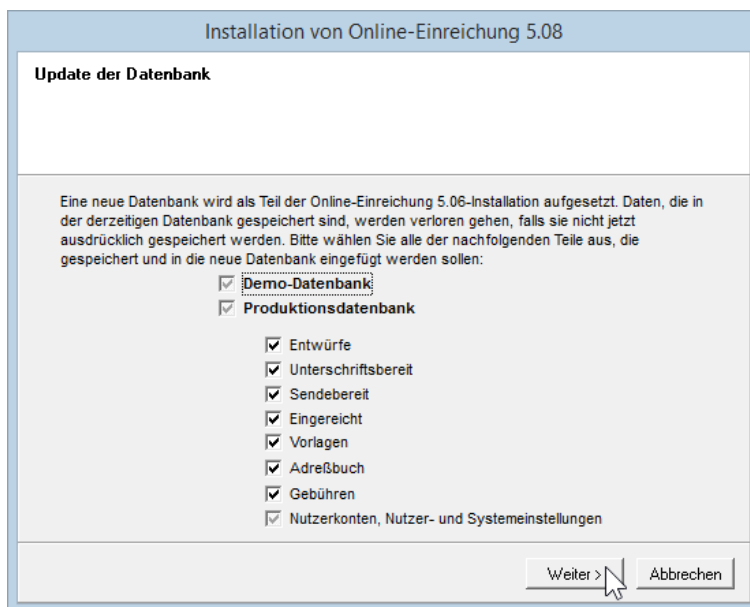 Installation von Online-Einreichung 5.08
Update der Datenbank
Eine neue Datenbank wird als Teil der Online-Einreichung 5.06-Installation aufgesetzt. Daten, die in
der derzeitigen Datenbank gespeichert sind, werden verloren gehen, falls sie nicht jetzt
ausdrücklich gespeichert werden. Bitte wählen Sie alle der nachfolgenden Teile aus, die
gespeichert und in die neue Datenbank eingefügt werden sollen:
Demo-Datenbank
Produktionsdatenbank
Entwürfe
Unterschriftsbereit
Sendebereit
Eingereicht
Vorlagen
Adreßbuch
Gebühren
Nutzerkonten, Nutzer- und Systemeinstellungen
Weiter >
Abbrechen